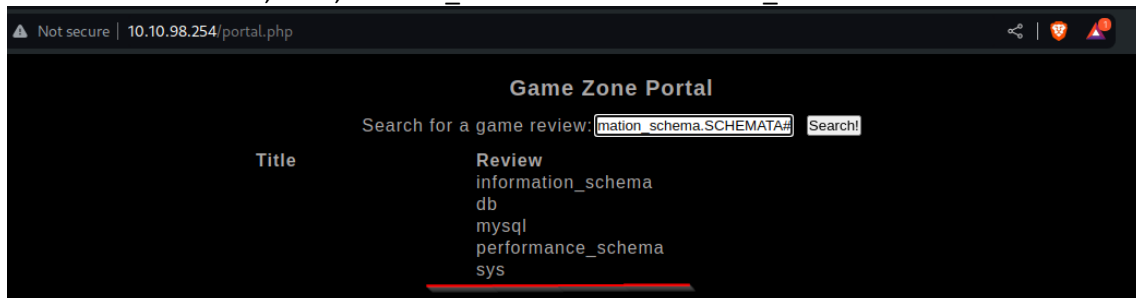 Not secure | 10.10.98.254/portal.php
Game Zone Portal
Search for a game review: mation_schema.SCHEMATA# Search!
Title Review
information_schema
db
mysql
performance_schema
sys